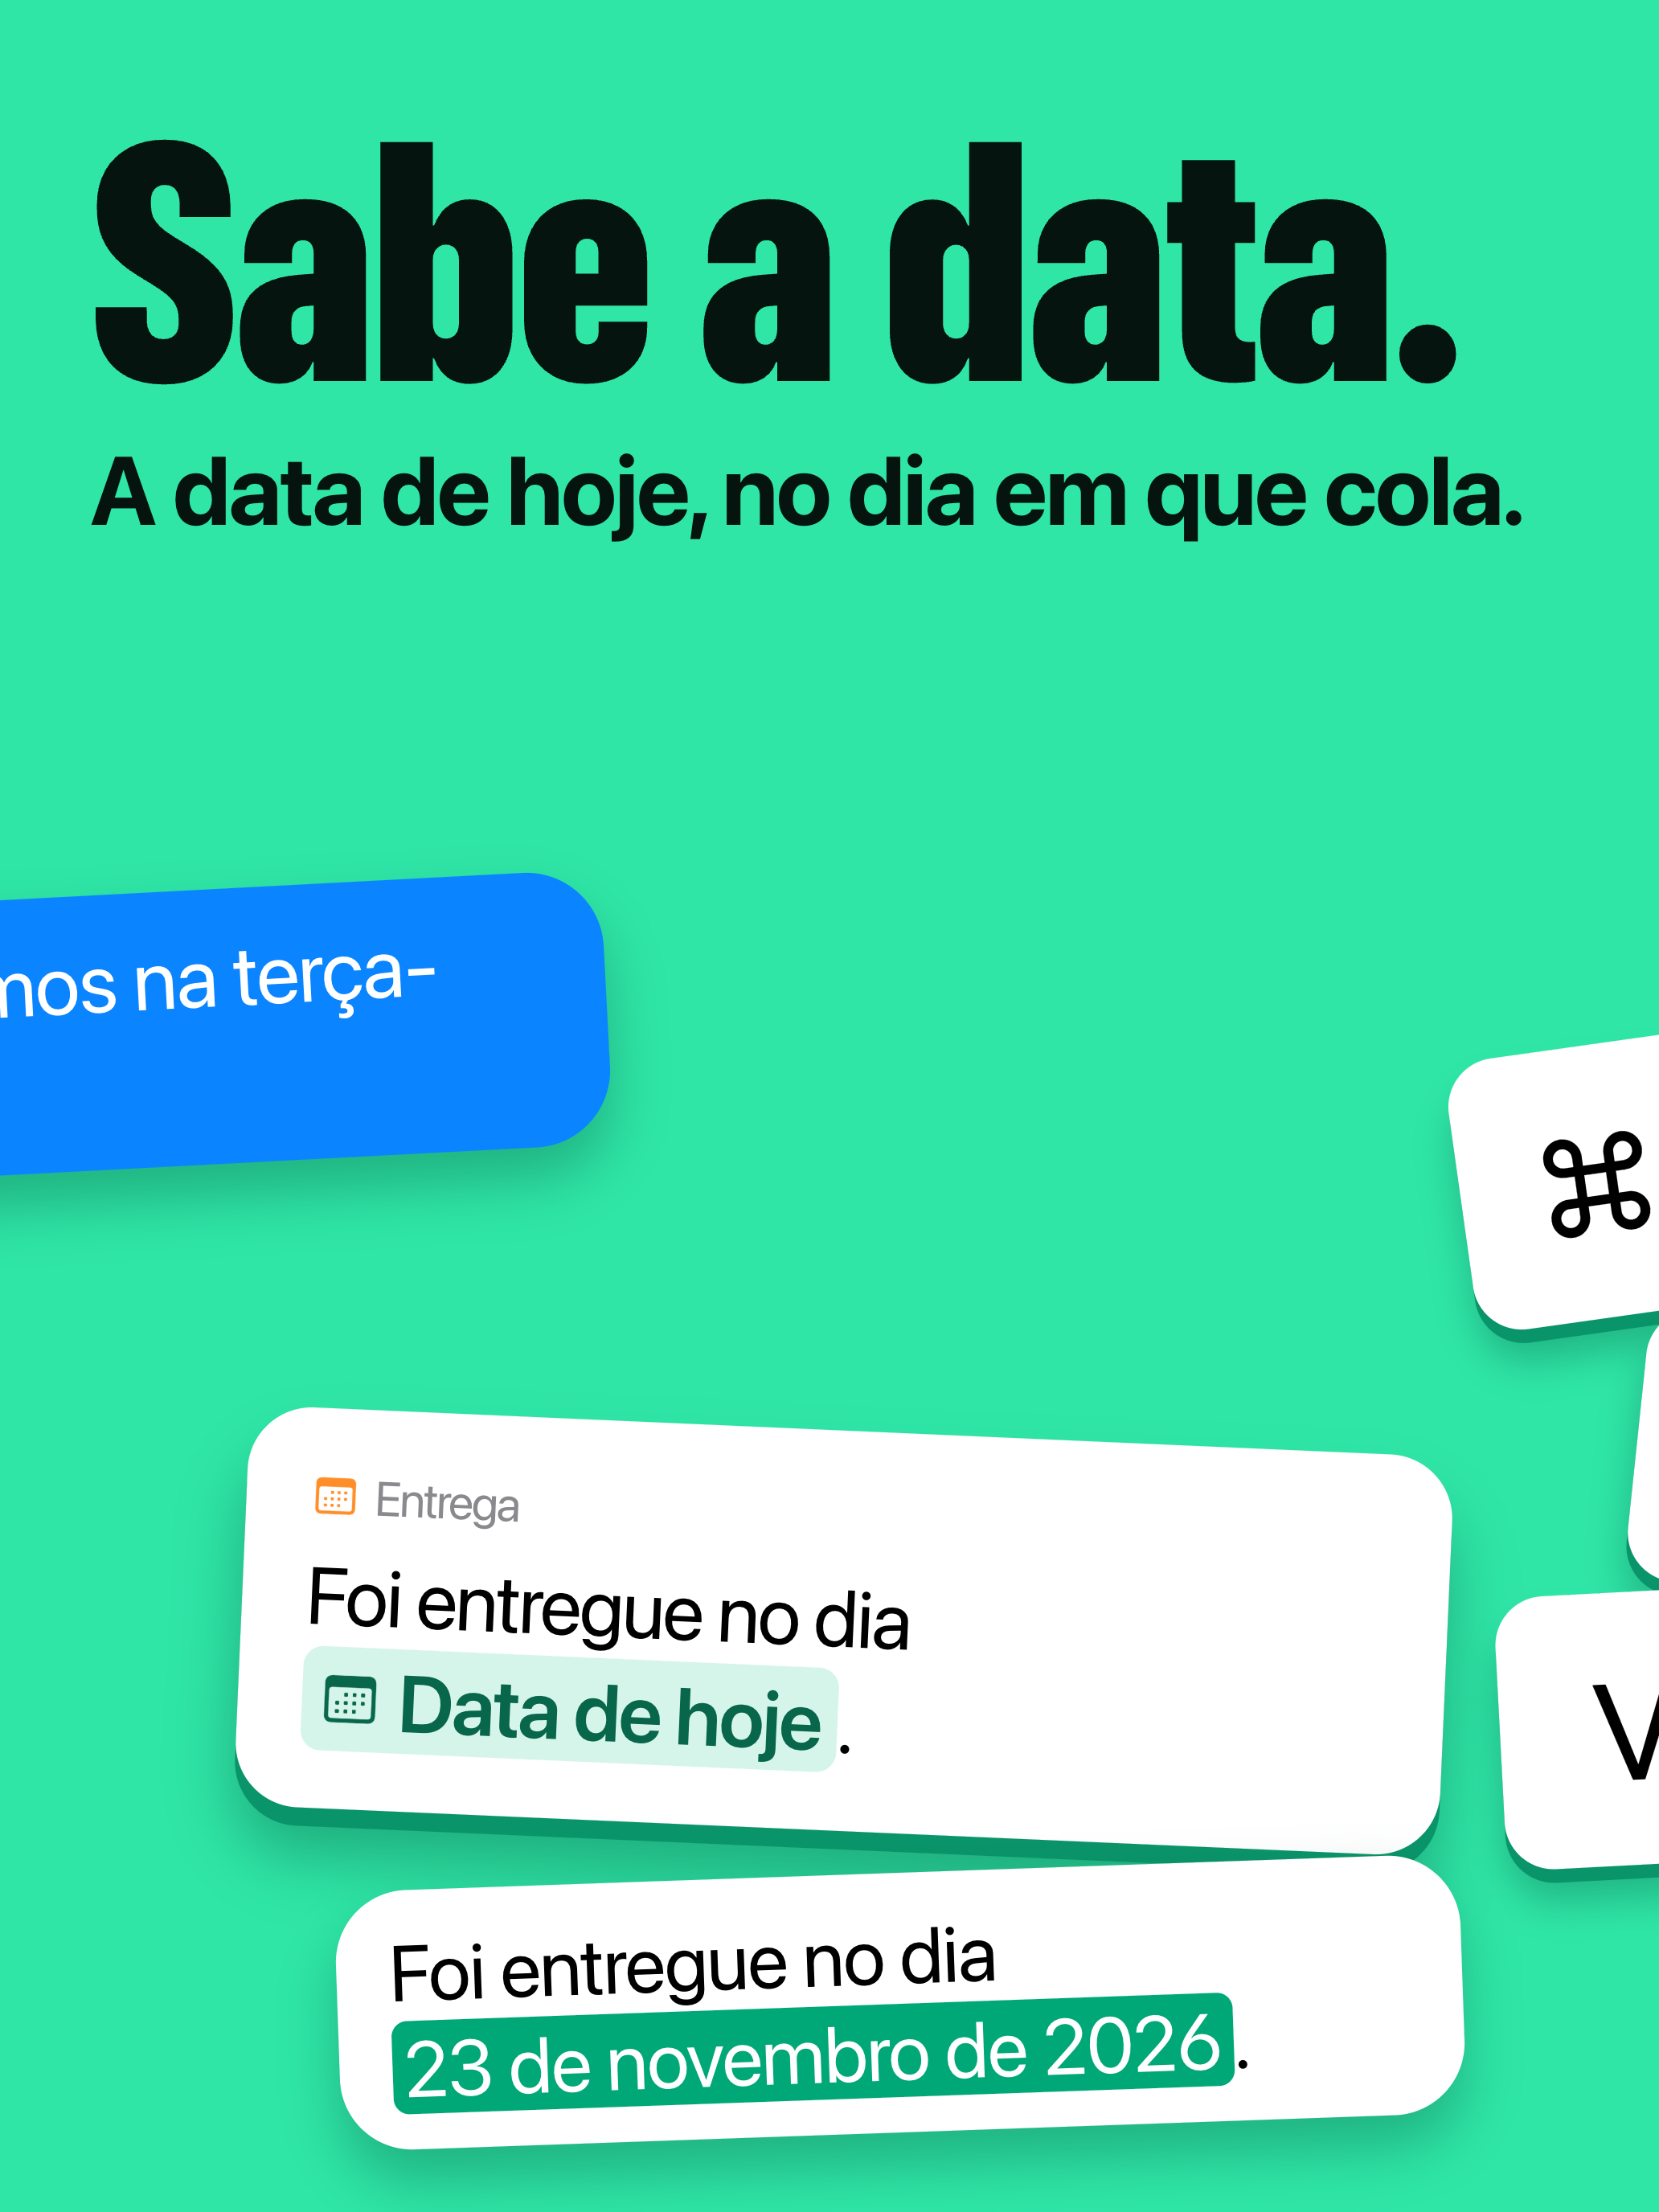 Sabe a data.
A data de hoje, no dia em que cola.
mos na terça-
⌘
Entrega
Foi entregue no dia
Data de hoje.
V
Foi entregue no dia
23 de novembro de 2026.